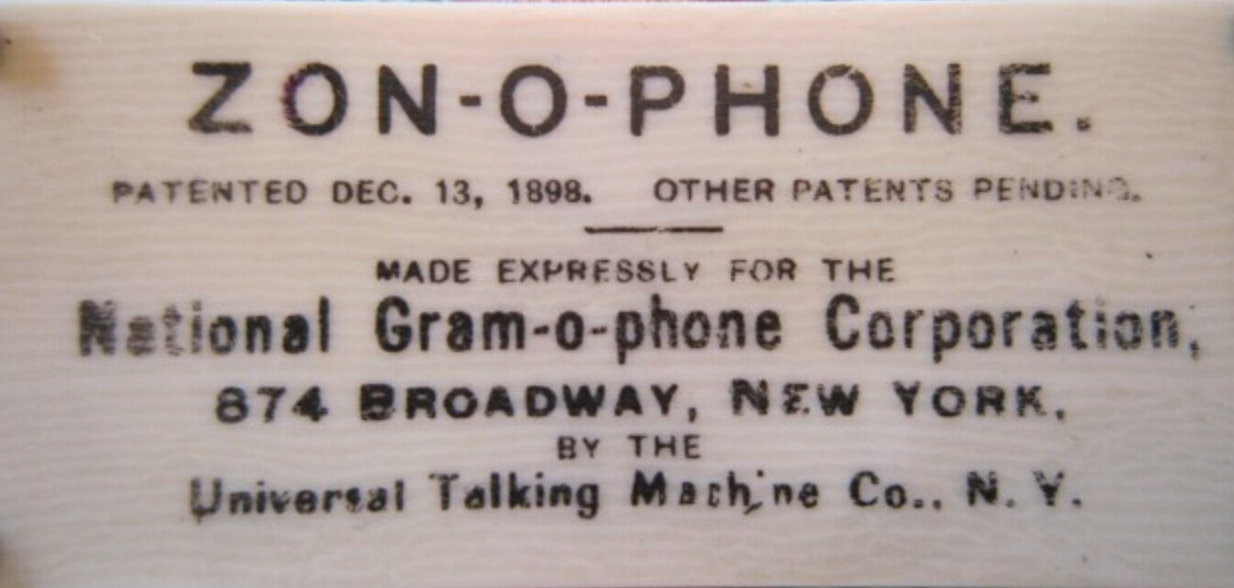 ZON-O-PHONE.
PATENTED DEC. 13, 1898. OTHER PATENTS PENDING.
MADE EXPRESSLY FOR THE
National Gram-o-phone Corporation,
874 BROADWAY, NEW YORK,
BY THE
Universal Talking Machine Co., N. Y.